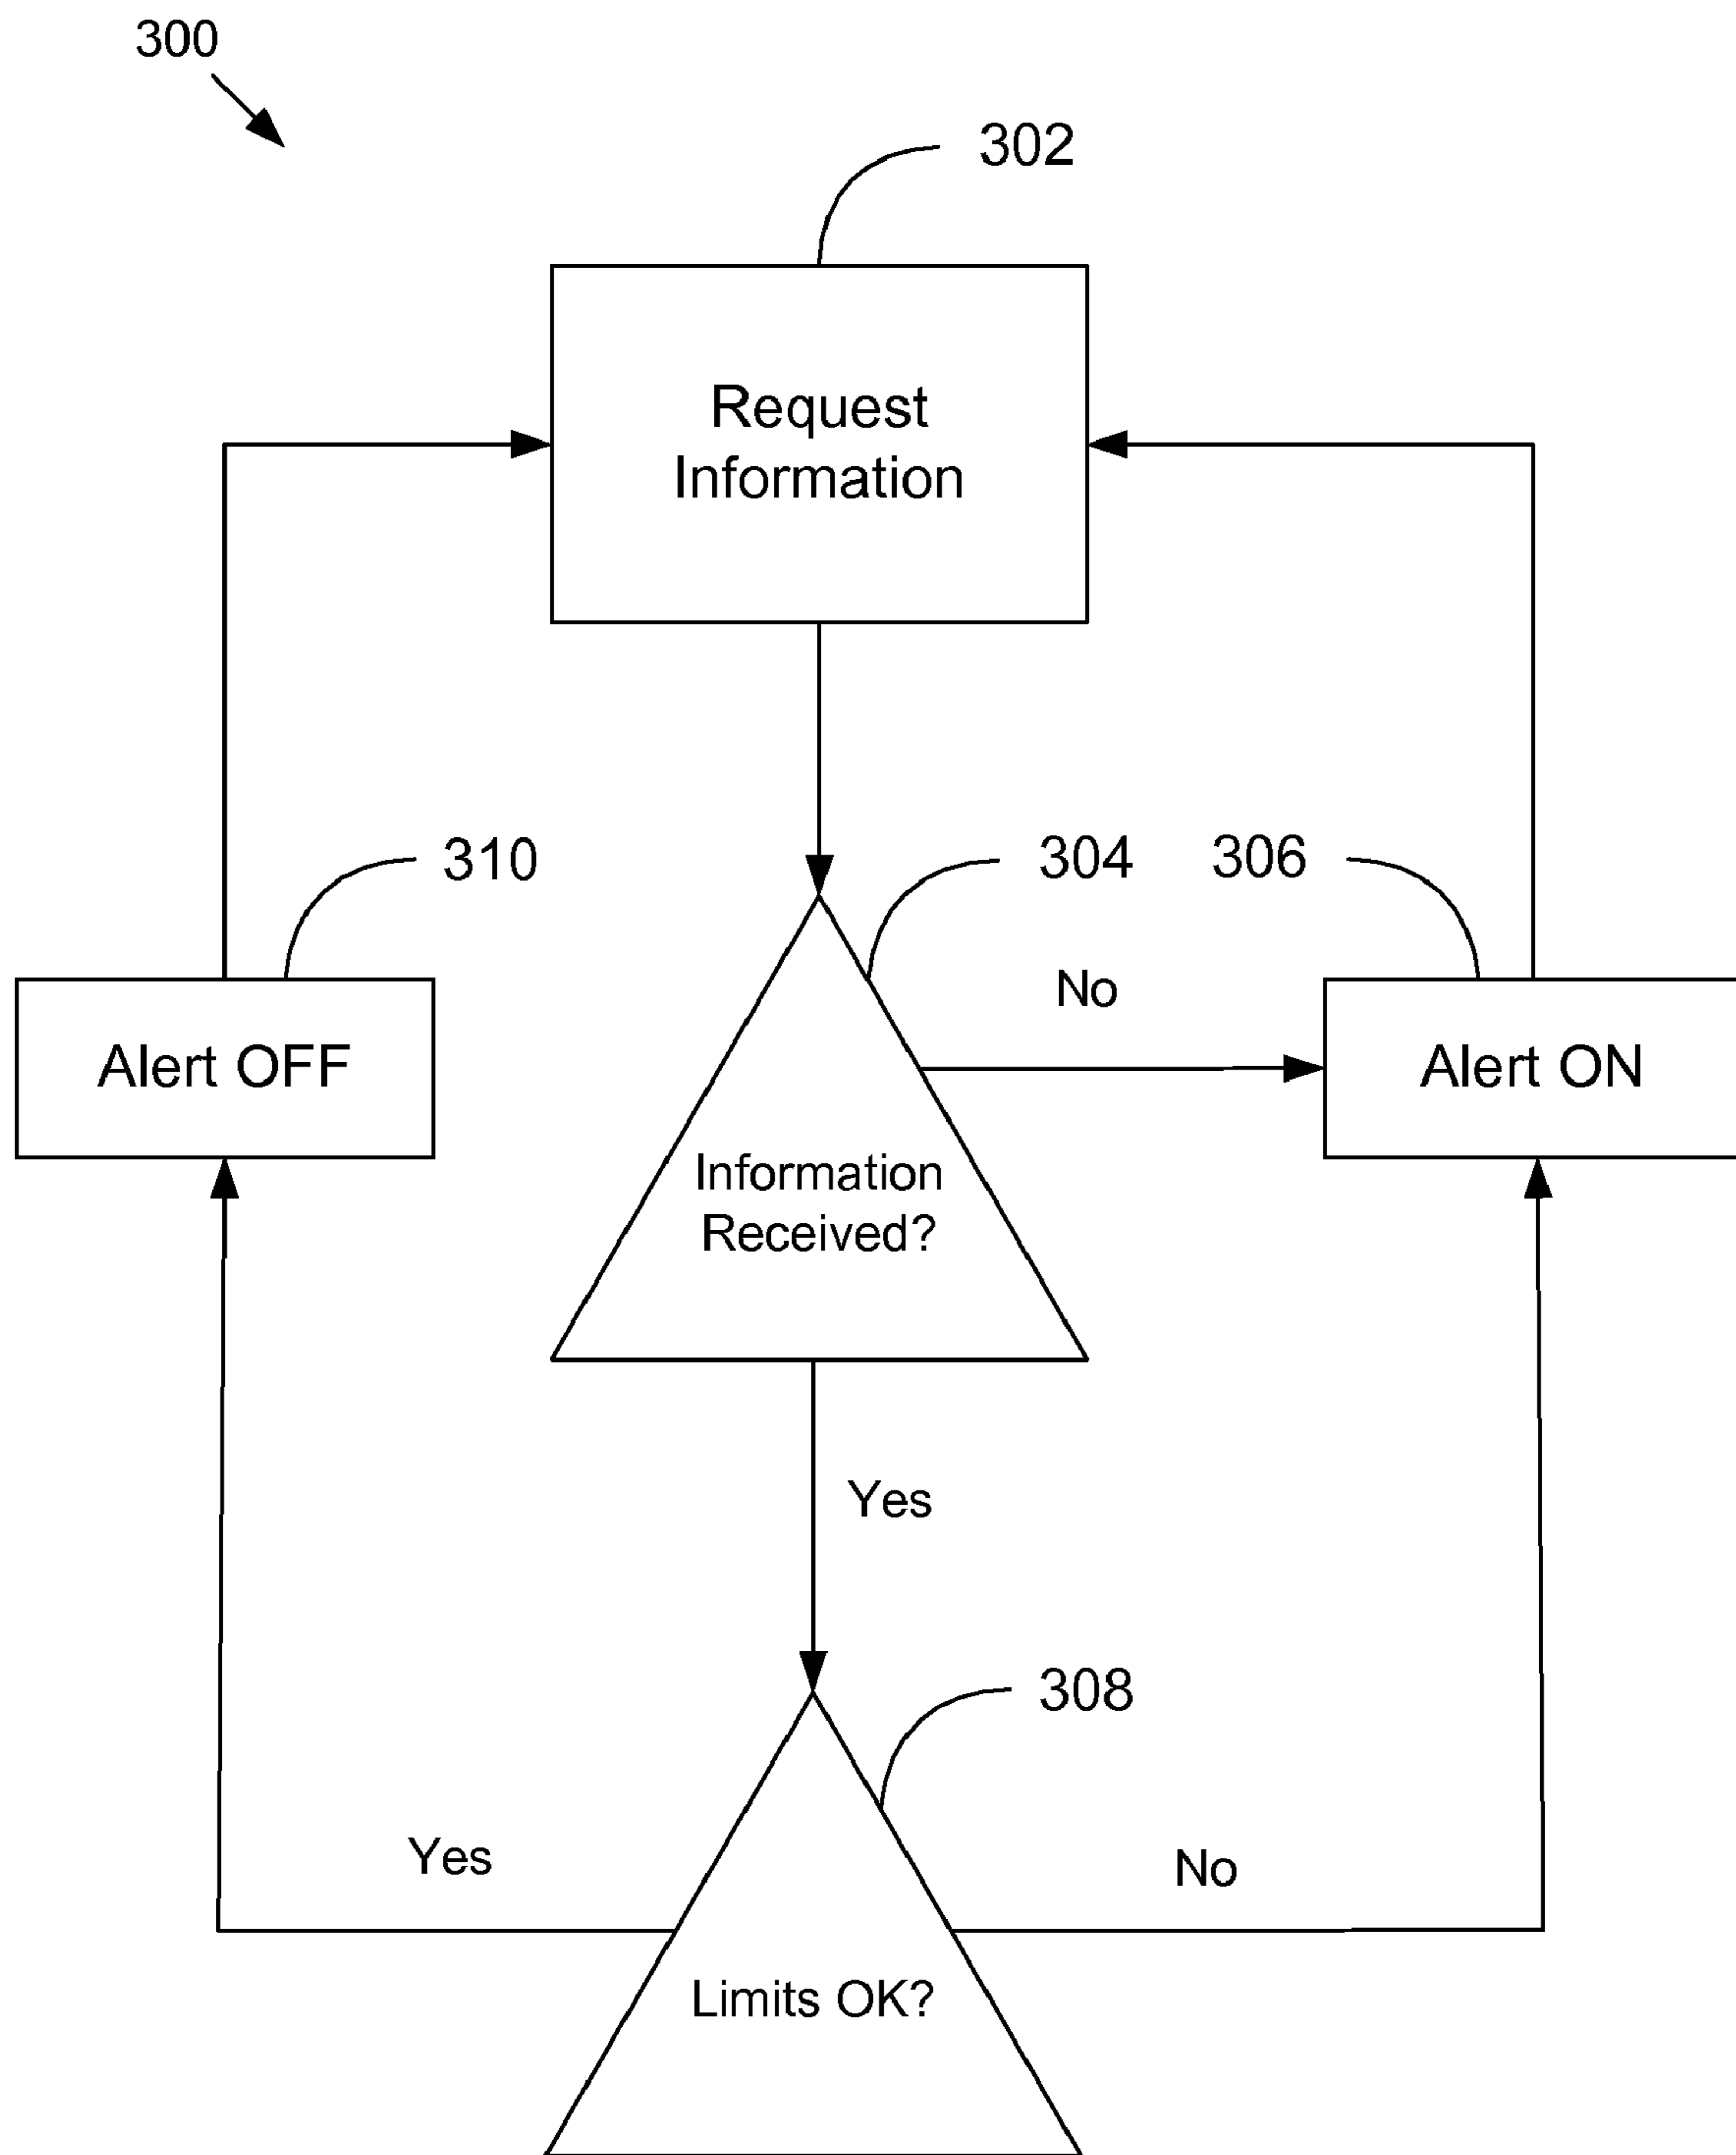 300
302
Request
Information
310
304
306
No
Alert OFF
Alert ON
Information
Received?
Yes
308
Yes
No
Limits OK?